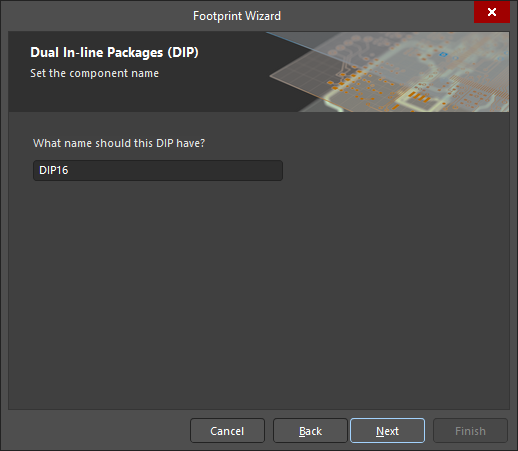 Footprint Wizard
Dual In-line Packages (DIP)
Set the component name
What name should this DIP have?
DIP16
Cancel
Back
Next
Finish